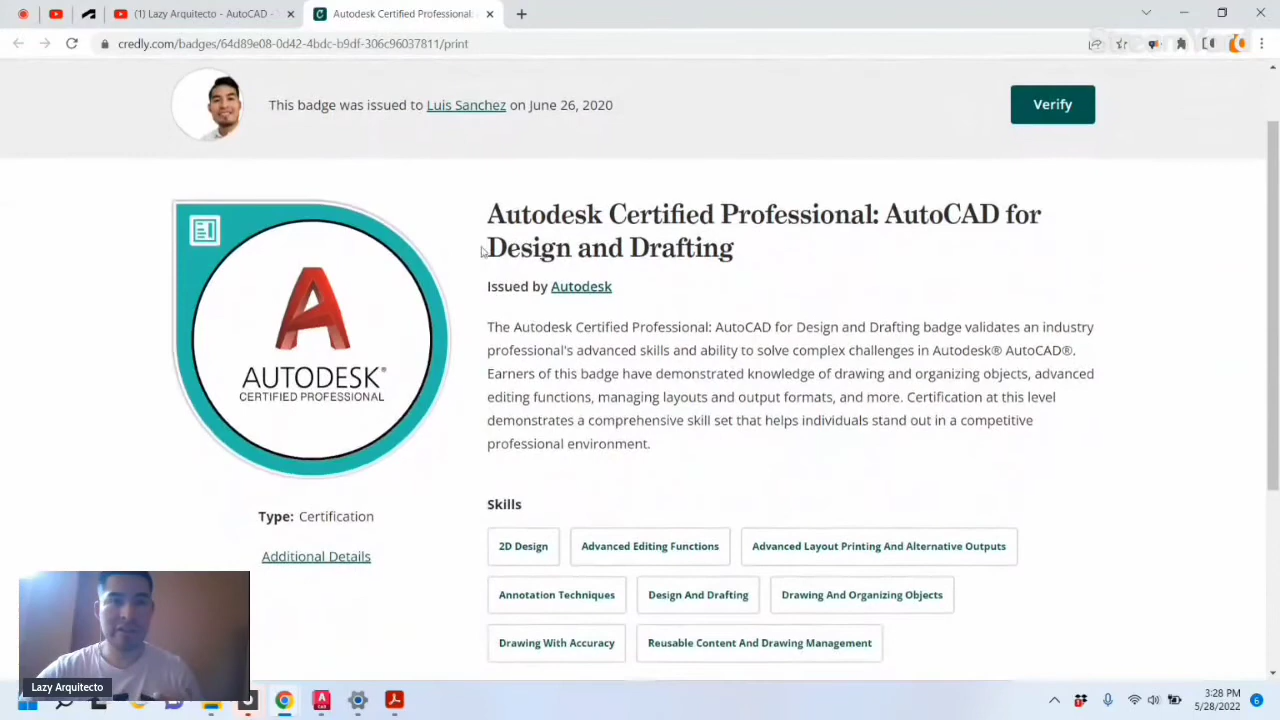 (1) Lazy Arquitecto - AutoCAD -
Autodesk Certified Professional:
credly.com/badges/64d89e08-0d42-4bdc-b9df-306c96037811/print
This badge was issued to Luis Sanchez on June 26, 2020
Verify
Autodesk Certified Professional: AutoCAD for
Design and Drafting
Issued by Autodesk
The Autodesk Certified Professional: AutoCAD for Design and Drafting badge validates an industry
professional's advanced skills and ability to solve complex challenges in Autodesk® AutoCAD®.
Earners of this badge have demonstrated knowledge of drawing and organizing objects, advanced
editing functions, managing layouts and output formats, and more. Certification at this level
demonstrates a comprehensive skill set that helps individuals stand out in a competitive
professional environment.
AUTODESK®
CERTIFIED PROFESSIONAL
Type: Certification
Additional Details
Skills
2D Design
Advanced Editing Functions
Advanced Layout Printing And Alternative Outputs
Annotation Techniques
Design And Drafting
Drawing And Organizing Objects
Drawing With Accuracy
Reusable Content And Drawing Management
Lazy Arquitecto
3:28 PM
5/28/2022
6